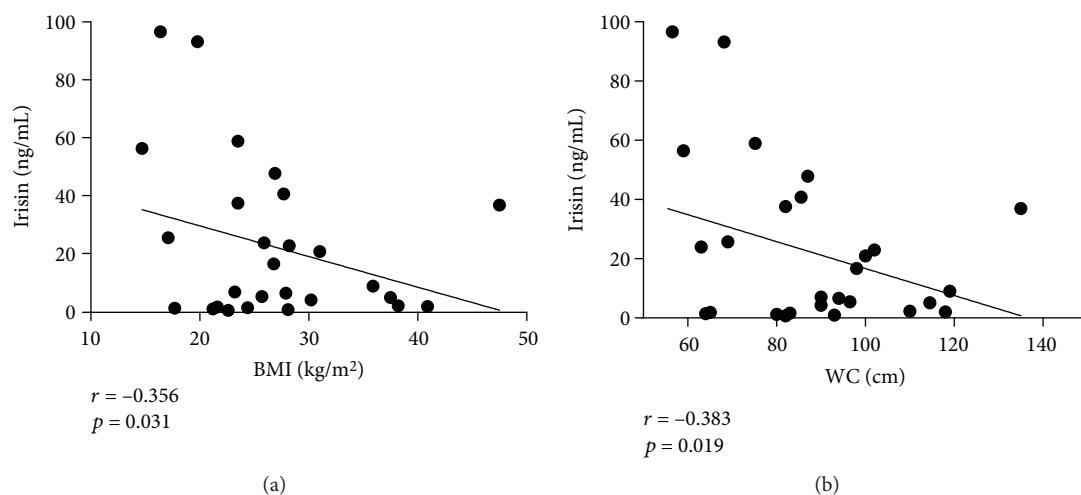 100
80
60
40
20
0
Irisin (ng/mL)
10 20 30 40 50
BMI (kg/m²)
r = –0.356
p = 0.031
(a)
100
80
60
40
20
0
Irisin (ng/mL)
60 80 100 120 140
WC (cm)
r = –0.383
p = 0.019
(b)